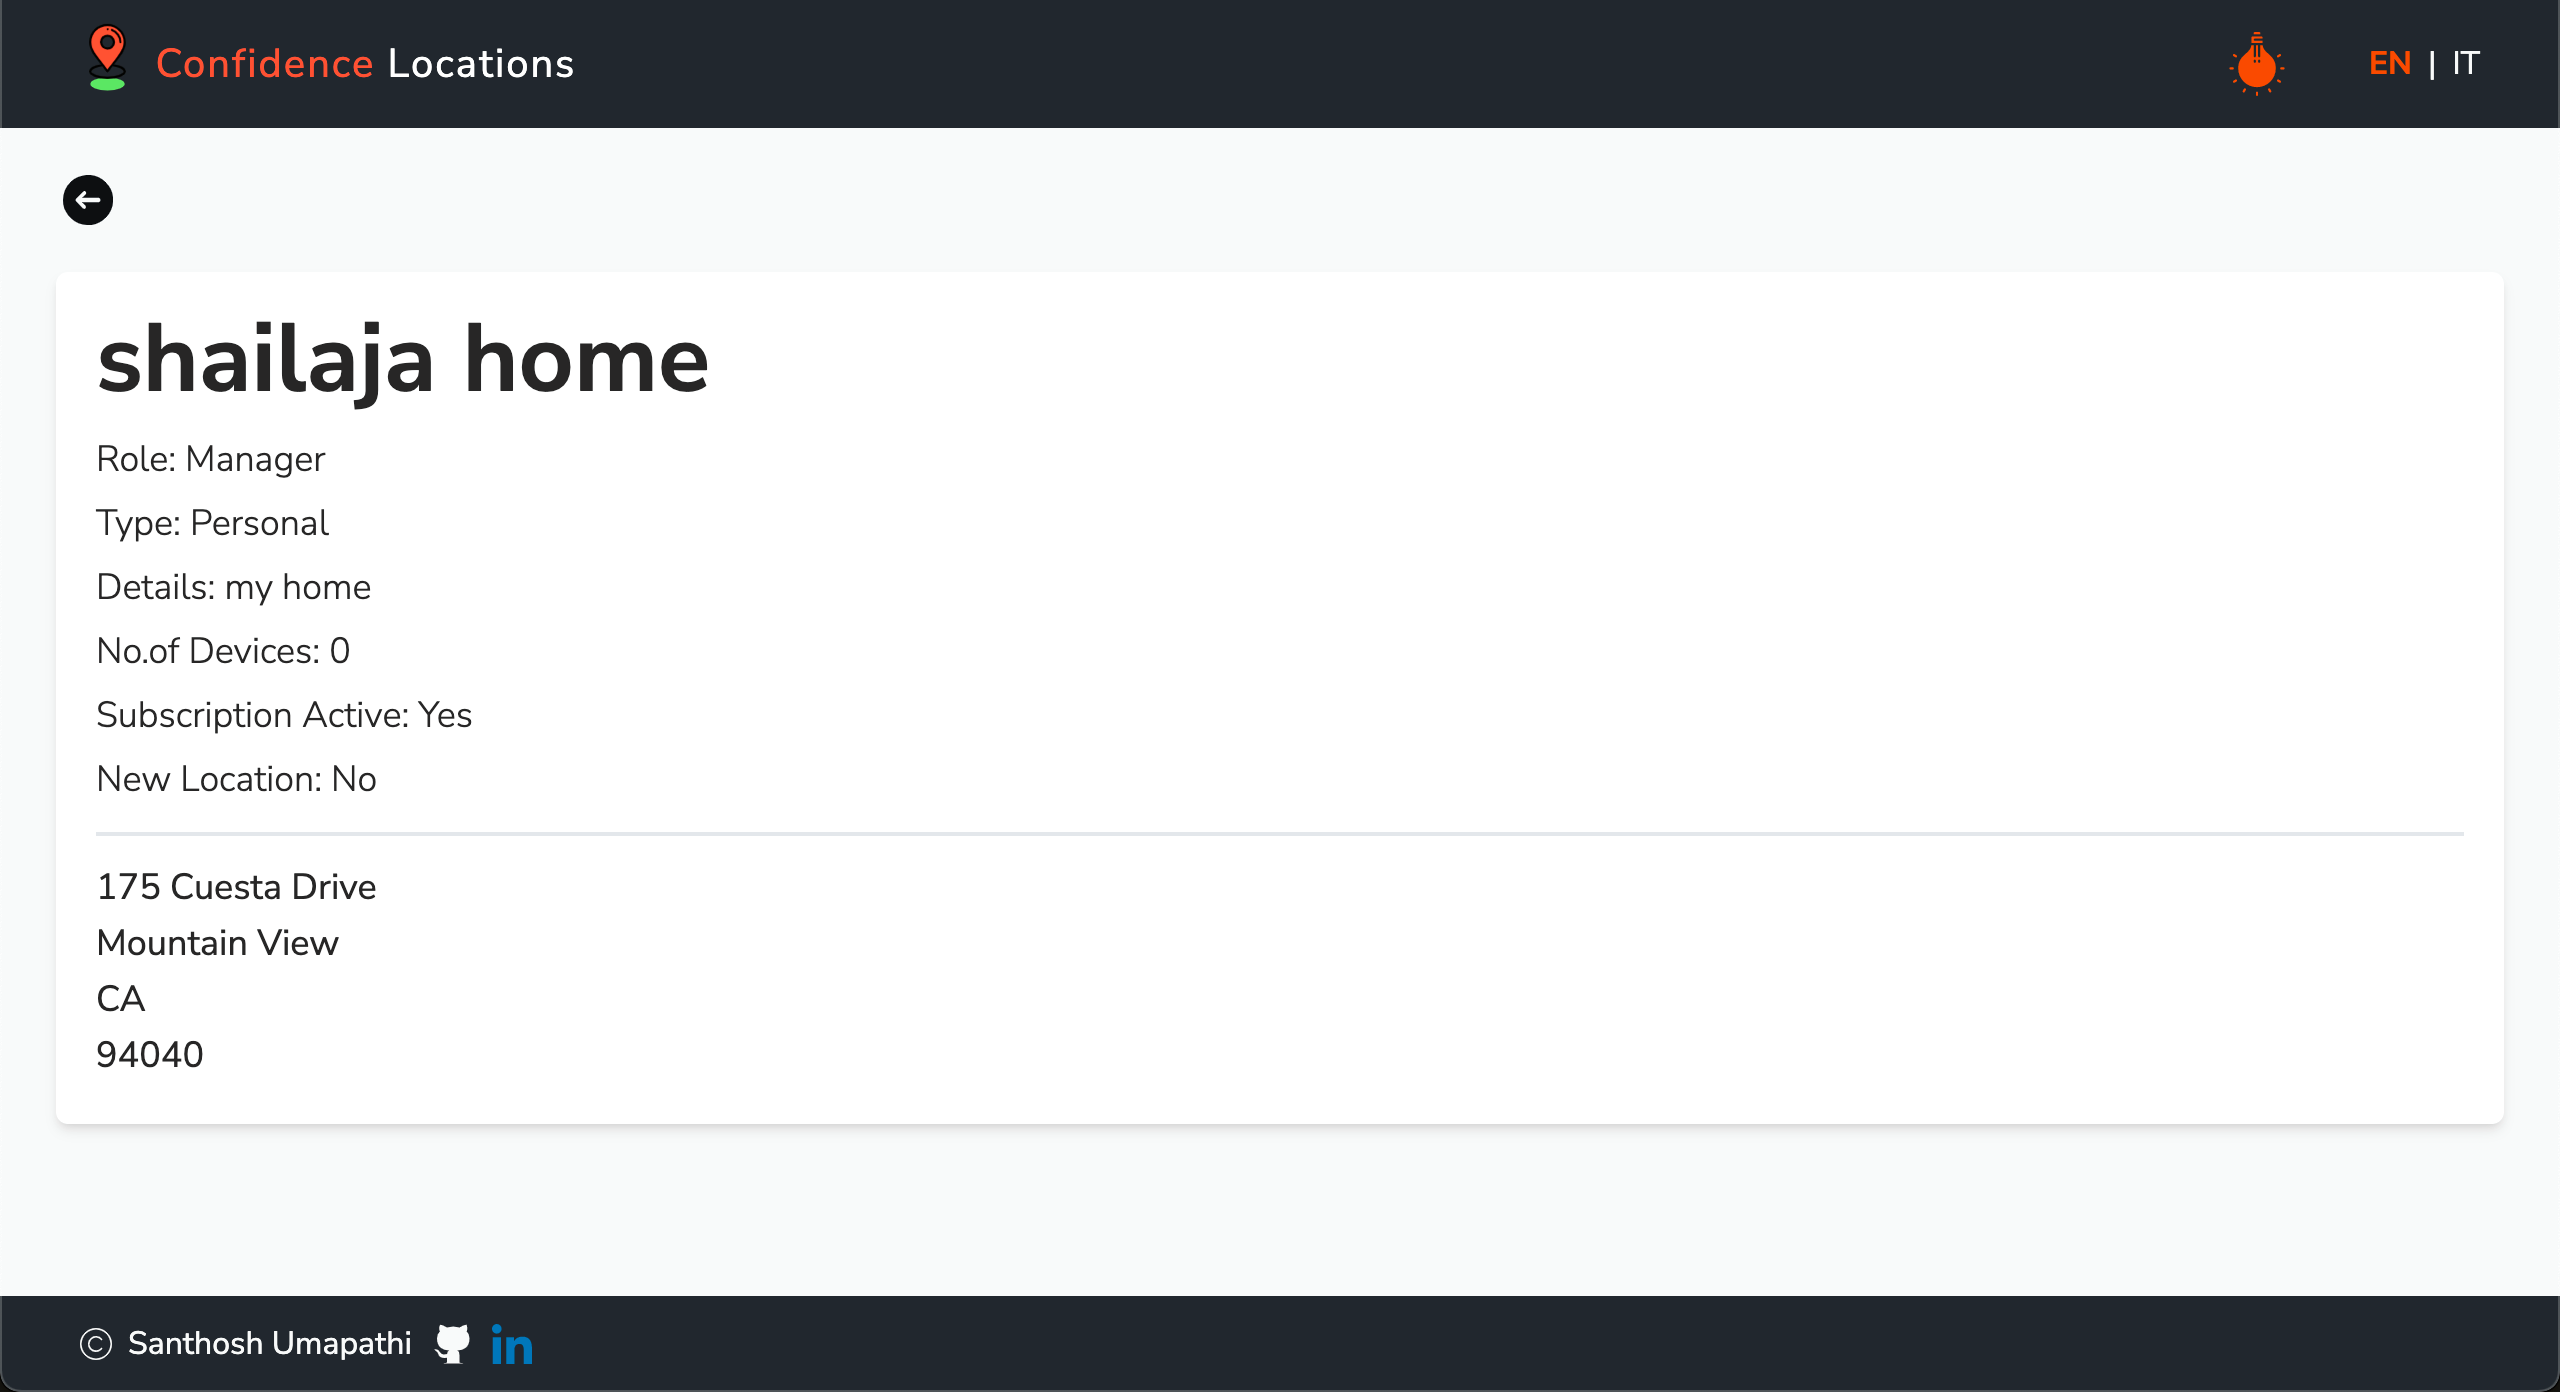 Confidence Locations
EN | IT
shailaja home
Role: Manager
Type: Personal
Details: my home
No.of Devices: 0
Subscription Active: Yes
New Location: No
175 Cuesta Drive
Mountain View
CA
94040
© Santhosh Umapathi in